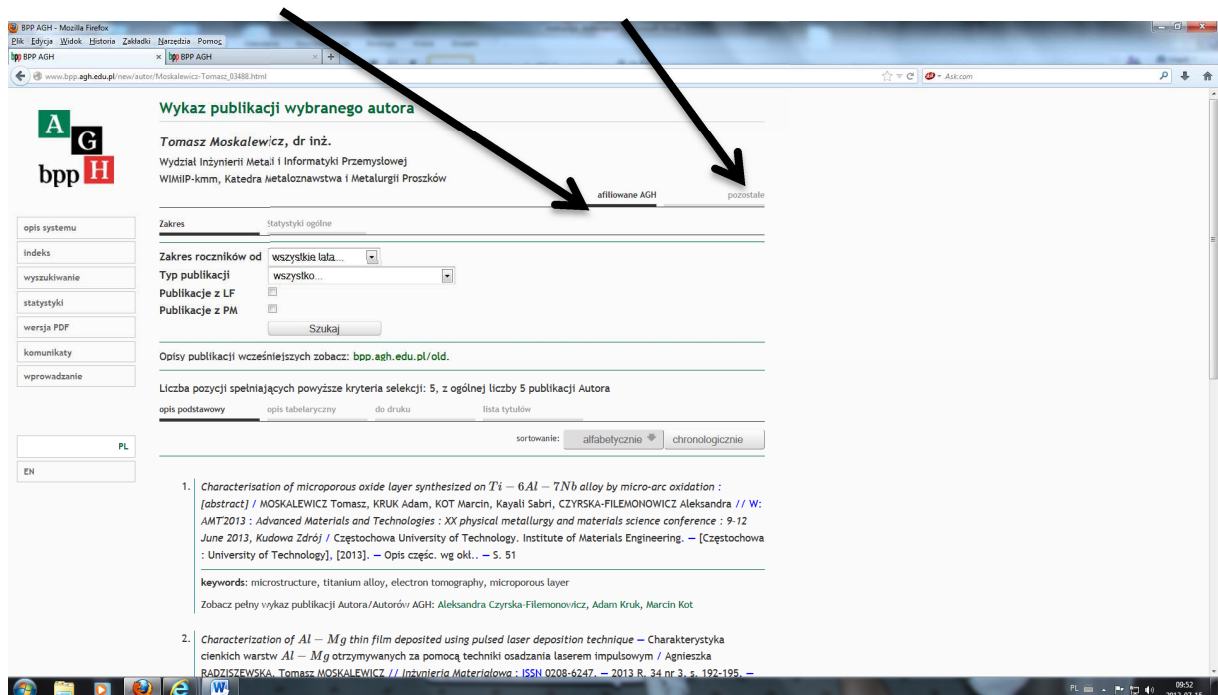 BPP AGH - Mozilla Firefox
Plik Edycja Widok Historia Zakładki Narzędzia Pomoc
bpp BPP AGH × bpp BPP AGH × +
www.bpp.agh.edu.pl/new/autor/Moskalewicz-Tomasz_03488.html Ask.com
AGH
bpp
Wykaz publikacji wybranego autora
Tomasz Moskalewicz, dr inż.
Wydział Inżynierii Metali i Informatyki Przemysłowej
WIMiIP-kmm, Katedra Metaloznawstwa i Metalurgii Proszków
afiliowane AGH pozostałe
opis systemu
indeks
wyszukiwanie
statystyki
wersja PDF
komunikaty
wprowadzanie
PL
EN
Zakres Statystyki ogólne
Zakres roczników od wszystkie lata...
Typ publikacji wszystko...
Publikacje z LF
Publikacje z PM
Szukaj
Opisy publikacji wcześniejszych zobacz: bpp.agh.edu.pl/old.
Liczba pozycji spełniających powyższe kryteria selekcji: 5, z ogólnej liczby 5 publikacji Autora
opis podstawowy opis tabelaryczny do druku lista tytułów
sortowanie: alfabetycznie chronologicznie
1. Characterisation of microporous oxide layer synthesized on Ti − 6Al − 7Nb alloy by micro-arc oxidation :
[abstract] / MOSKALEWICZ Tomasz, KRUK Adam, KOT Marcin, Kayali Sabri, CZYRSKA-FILEMONOWICZ Aleksandra // W:
AMT'2013 : Advanced Materials and Technologies : XX physical metallurgy and materials science conference : 9-12
June 2013, Kudowa Zdrój / Częstochowa University of Technology. Institute of Materials Engineering. — [Częstochowa
: University of Technology], [2013]. — Opis częśc. wg okł.. — S. 51
keywords: microstructure, titanium alloy, electron tomography, microporous layer
Zobacz pełny wykaz publikacji Autora/Autorów AGH: Aleksandra Czyrska-Filemonowicz, Adam Kruk, Marcin Kot
2. Characterization of Al − Mg thin film deposited using pulsed laser deposition technique — Charakterystyka
cienkich warstw Al − Mg otrzymywanych za pomocą techniki osadzania laserem impulsowym / Agnieszka
RADZISZEWSKA, Tomasz MOSKALEWICZ // Inżynieria Materiałowa : ISSN 0208-6247. — 2013 R. 34 nr 3, s. 192-195. —
PL 09:52